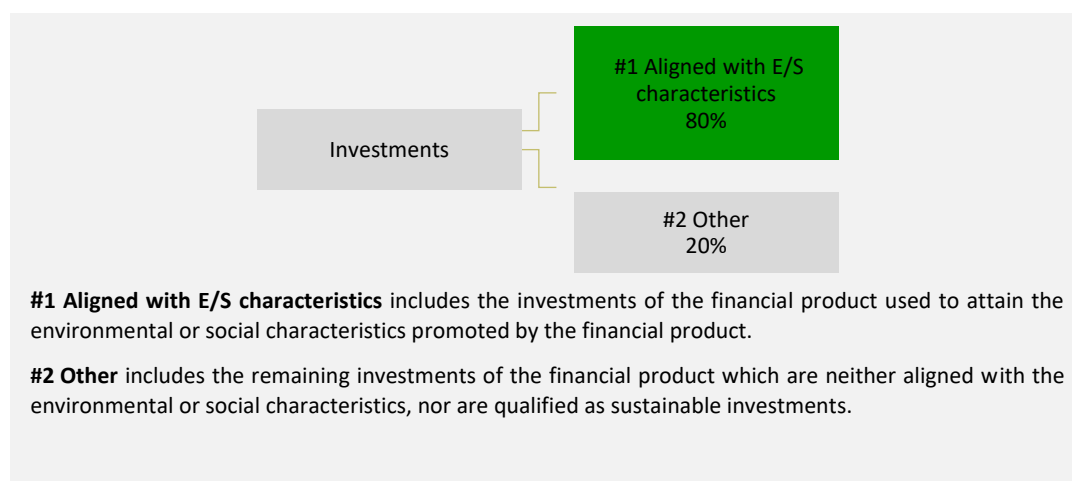 #1 Aligned with E/S
characteristics
80%
Investments
#2 Other
20%
#1 Aligned with E/S characteristics includes the investments of the financial product used to attain the
environmental or social characteristics promoted by the financial product.
#2 Other includes the remaining investments of the financial product which are neither aligned with the
environmental or social characteristics, nor are qualified as sustainable investments.